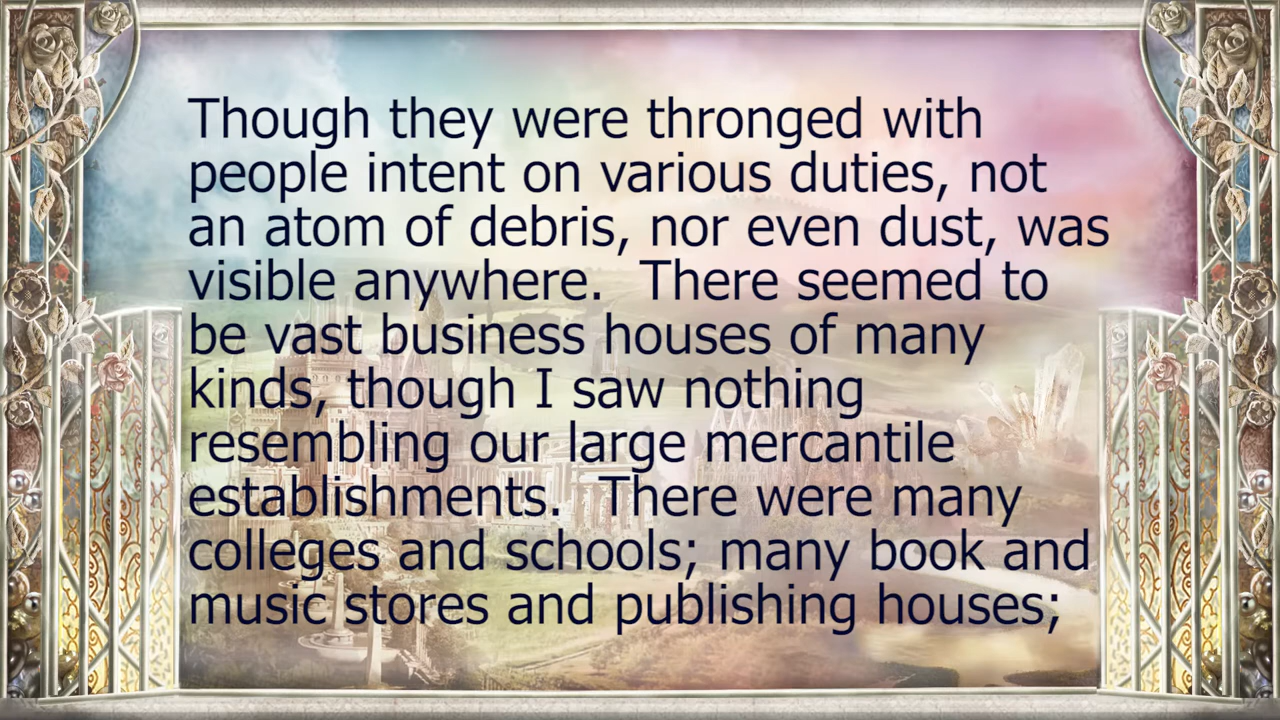 Though they were thronged with
people intent on various duties, not
an atom of debris, nor even dust, was
visible anywhere.  There seemed to
be vast business houses of many
kinds, though I saw nothing
resembling our large mercantile
establishments.  There were many
colleges and schools; many book and
music stores and publishing houses;